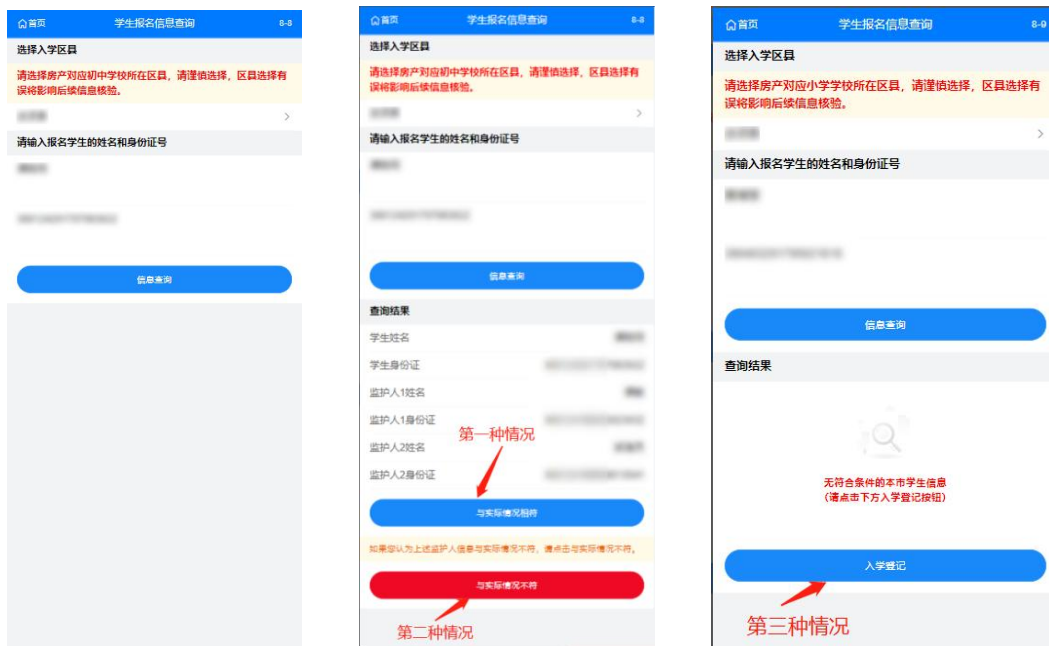 首页
学生报名信息查询
8-8
选择入学区县
请选择房产对应初中学校所在区县，请谨慎选择，区县选择有
误将影响后续信息核验。
请输入报名学生的姓名和身份证号
信息查询
首页
学生报名信息查询
8-8
选择入学区县
请选择房产对应初中学校所在区县，请谨慎选择，区县选择有
误将影响后续信息核验。
请输入报名学生的姓名和身份证号
信息查询
查询结果
学生姓名
学生身份证
监护人1姓名
监护人1身份证
第一种情况
监护人2姓名
监护人2身份证
与实际情况相符
如果您认为上述监护人信息与实际情况不符，请点击与实际情况不符。
与实际情况不符
第二种情况
首页
学生报名信息查询
8-9
选择入学区县
请选择房产对应小学学校所在区县，请谨慎选择，区县选择有
误将影响后续信息核验。
请输入报名学生的姓名和身份证号
信息查询
查询结果
无符合条件的本市学生信息
（请点击下方入学登记按钮）
入学登记
第三种情况